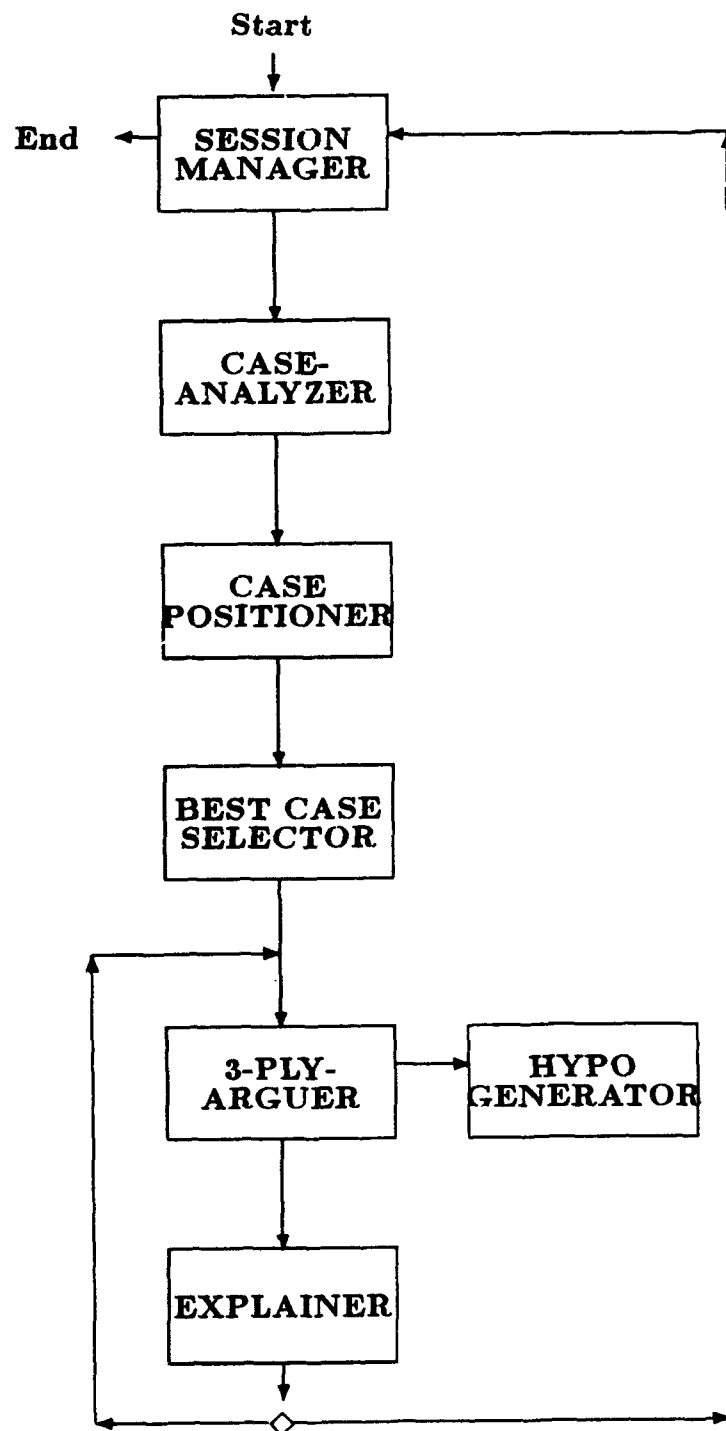 Start
End
SESSION
MANAGER
CASE-
ANALYZER
CASE
POSITIONER
BEST CASE
SELECTOR
3-PLY-
ARGUER
HYPO
GENERATOR
EXPLAINER